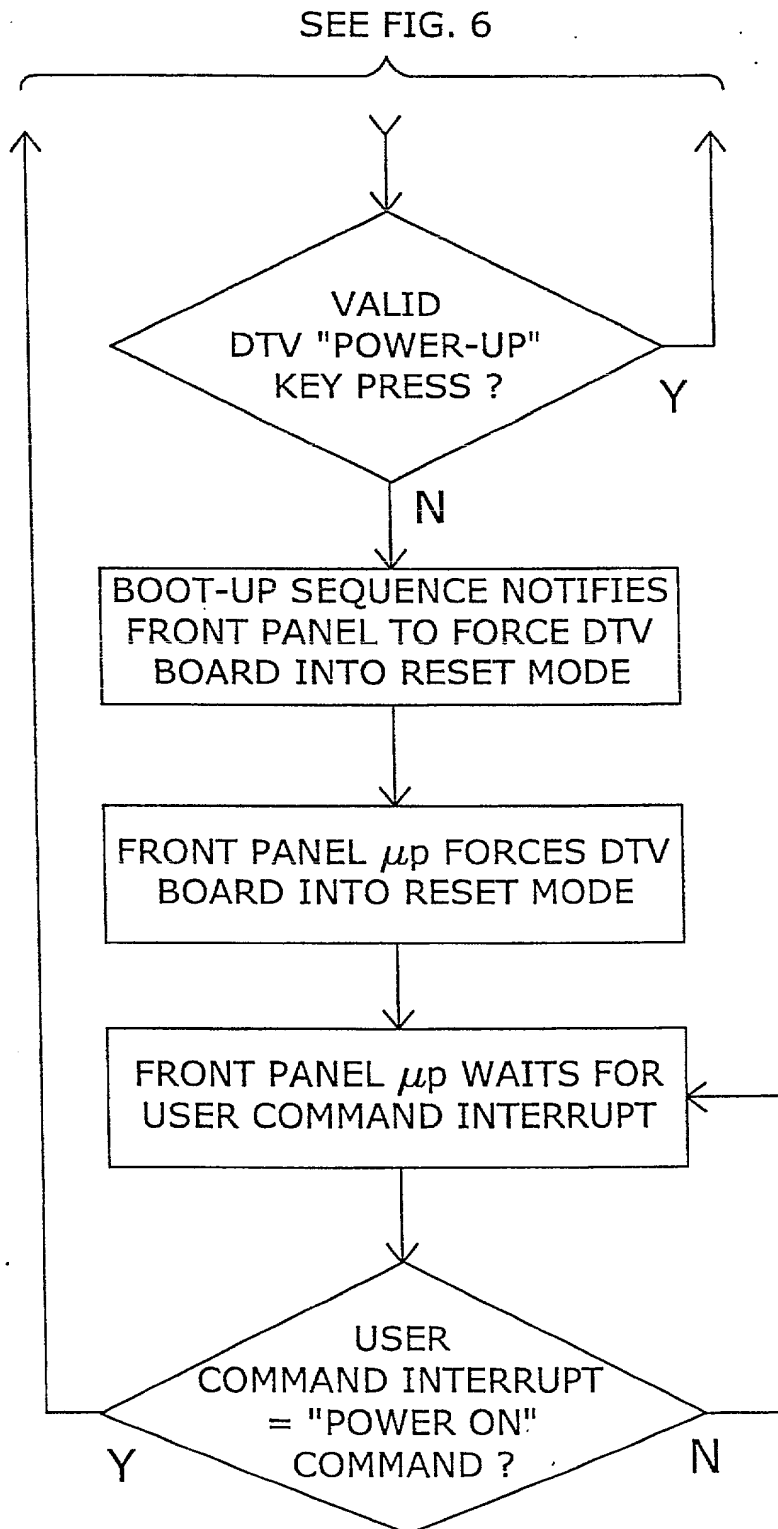 SEE FIG. 6
VALID
DTV "POWER-UP"
KEY PRESS ?
Y
N
BOOT-UP SEQUENCE NOTIFIES
FRONT PANEL TO FORCE DTV
BOARD INTO RESET MODE
FRONT PANEL μp FORCES DTV
BOARD INTO RESET MODE
FRONT PANEL μp WAITS FOR
USER COMMAND INTERRUPT
USER
COMMAND INTERRUPT
= "POWER ON"
COMMAND ?
Y
N